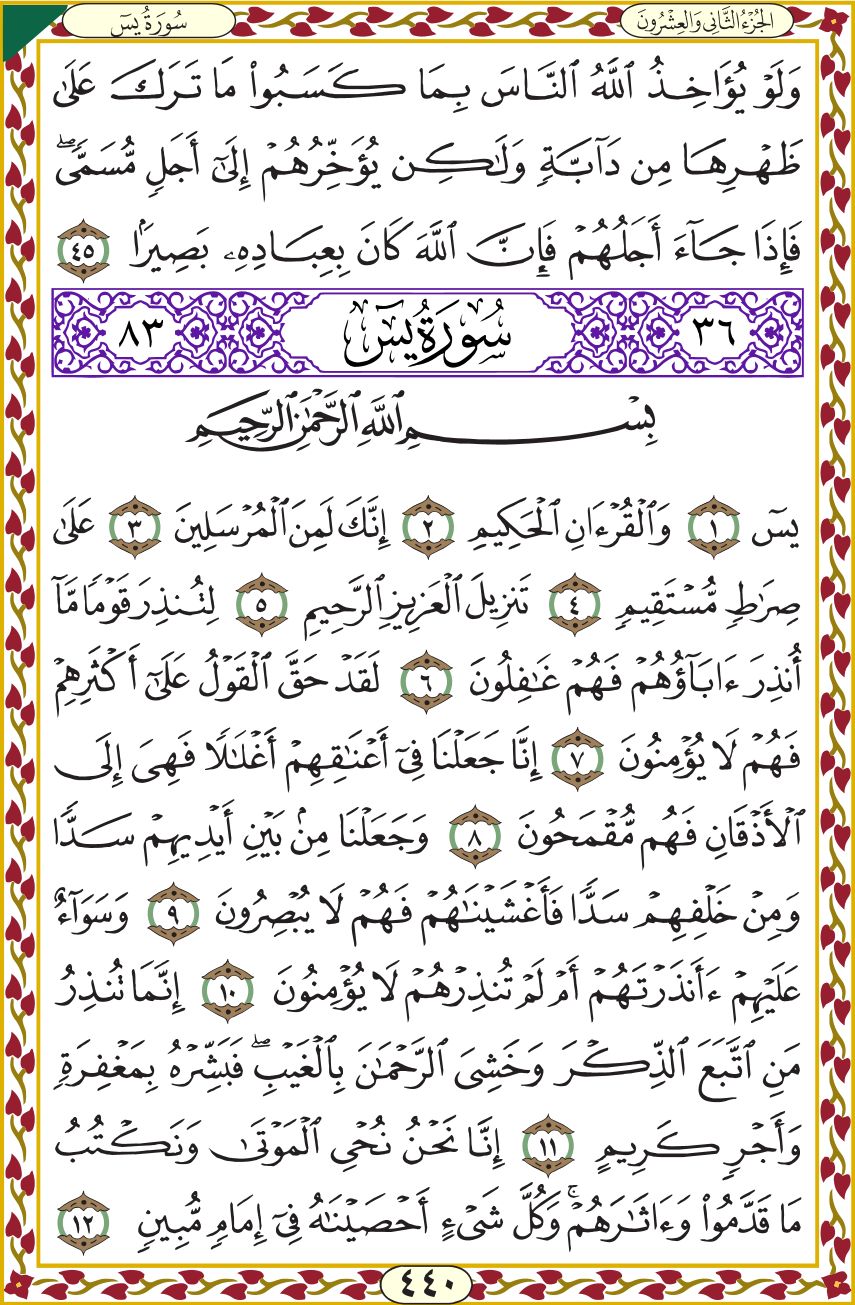 الجُزْءُ الثَّانِي وَالعِشْرُونَ
سُورَةُ يسٓ
وَلَوْ يُؤَاخِذُ ٱللَّهُ ٱلنَّاسَ بِمَا كَسَبُوا۟ مَا تَرَكَ عَلَىٰ
ظَهْرِهَا مِن دَآبَّةٍ وَلَٰكِن يُؤَخِّرُهُمْ إِلَىٰٓ أَجَلٍ مُّسَمًّى ۖ
فَإِذَا جَآءَ أَجَلُهُمْ فَإِنَّ ٱللَّهَ كَانَ بِعِبَادِهِۦ بَصِيرًۢا ٤٥
٣٦ سُورَةُ يسٓ ٨٣
بِسْمِ ٱللَّهِ ٱلرَّحْمَٰنِ ٱلرَّحِيمِ
يسٓ ١ وَٱلْقُرْءَانِ ٱلْحَكِيمِ ٢ إِنَّكَ لَمِنَ ٱلْمُرْسَلِينَ ٣ عَلَىٰ
صِرَٰطٍ مُّسْتَقِيمٍ ٤ تَنزِيلَ ٱلْعَزِيزِ ٱلرَّحِيمِ ٥ لِتُنذِرَ قَوْمًا مَّآ
أُنذِرَ ءَابَآؤُهُمْ فَهُمْ غَٰفِلُونَ ٦ لَقَدْ حَقَّ ٱلْقَوْلُ عَلَىٰٓ أَكْثَرِهِمْ
فَهُمْ لَا يُؤْمِنُونَ ٧ إِنَّا جَعَلْنَا فِىٓ أَعْنَٰقِهِمْ أَغْلَٰلًا فَهِىَ إِلَى
ٱلْأَذْقَانِ فَهُم مُّقْمَحُونَ ٨ وَجَعَلْنَا مِنۢ بَيْنِ أَيْدِيهِمْ سَدًّا
وَمِنْ خَلْفِهِمْ سَدًّا فَأَغْشَيْنَٰهُمْ فَهُمْ لَا يُبْصِرُونَ ٩ وَسَوَآءٌ
عَلَيْهِمْ ءَأَنذَرْتَهُمْ أَمْ لَمْ تُنذِرْهُمْ لَا يُؤْمِنُونَ ١٠ إِنَّمَا تُنذِرُ
مَنِ ٱتَّبَعَ ٱلذِّكْرَ وَخَشِىَ ٱلرَّحْمَٰنَ بِٱلْغَيْبِ ۖ فَبَشِّرْهُ بِمَغْفِرَةٍ
وَأَجْرٍ كَرِيمٍ ١١ إِنَّا نَحْنُ نُحْىِ ٱلْمَوْتَىٰ وَنَكْتُبُ
مَا قَدَّمُوا۟ وَءَاثَٰرَهُمْ ۚ وَكُلَّ شَىْءٍ أَحْصَيْنَٰهُ فِىٓ إِمَامٍ مُّبِينٍ ١٢
٤٤٠